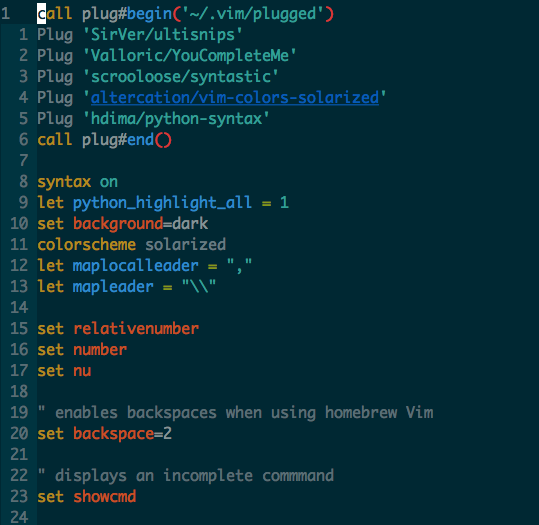 1 call plug#begin('~/.vim/plugged')
1 Plug 'SirVer/ultisnips'
2 Plug 'Valloric/YouCompleteMe'
3 Plug 'scrooloose/syntastic'
4 Plug 'altercation/vim-colors-solarized'
5 Plug 'hdima/python-syntax'
6 call plug#end()
7
8 syntax on
9 let python_highlight_all = 1
10 set background=dark
11 colorscheme solarized
12 let maplocalleader = ","
13 let mapleader = "\\"
14
15 set relativenumber
16 set number
17 set nu
18
19 " enables backspaces when using homebrew Vim
20 set backspace=2
21
22 " displays an incomplete commmand
23 set showcmd
24